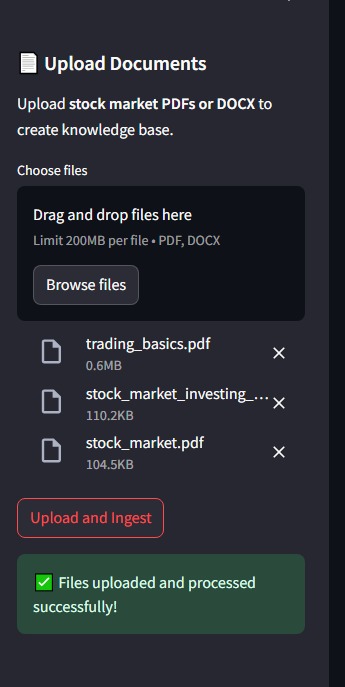 📄 Upload Documents
Upload stock market PDFs or DOCX to
create knowledge base.
Choose files
Drag and drop files here
Limit 200MB per file • PDF, DOCX
Browse files
trading_basics.pdf
0.6MB
stock_market_investing_...
110.2KB
stock_market.pdf
104.5KB
Upload and Ingest
✅ Files uploaded and processed
successfully!